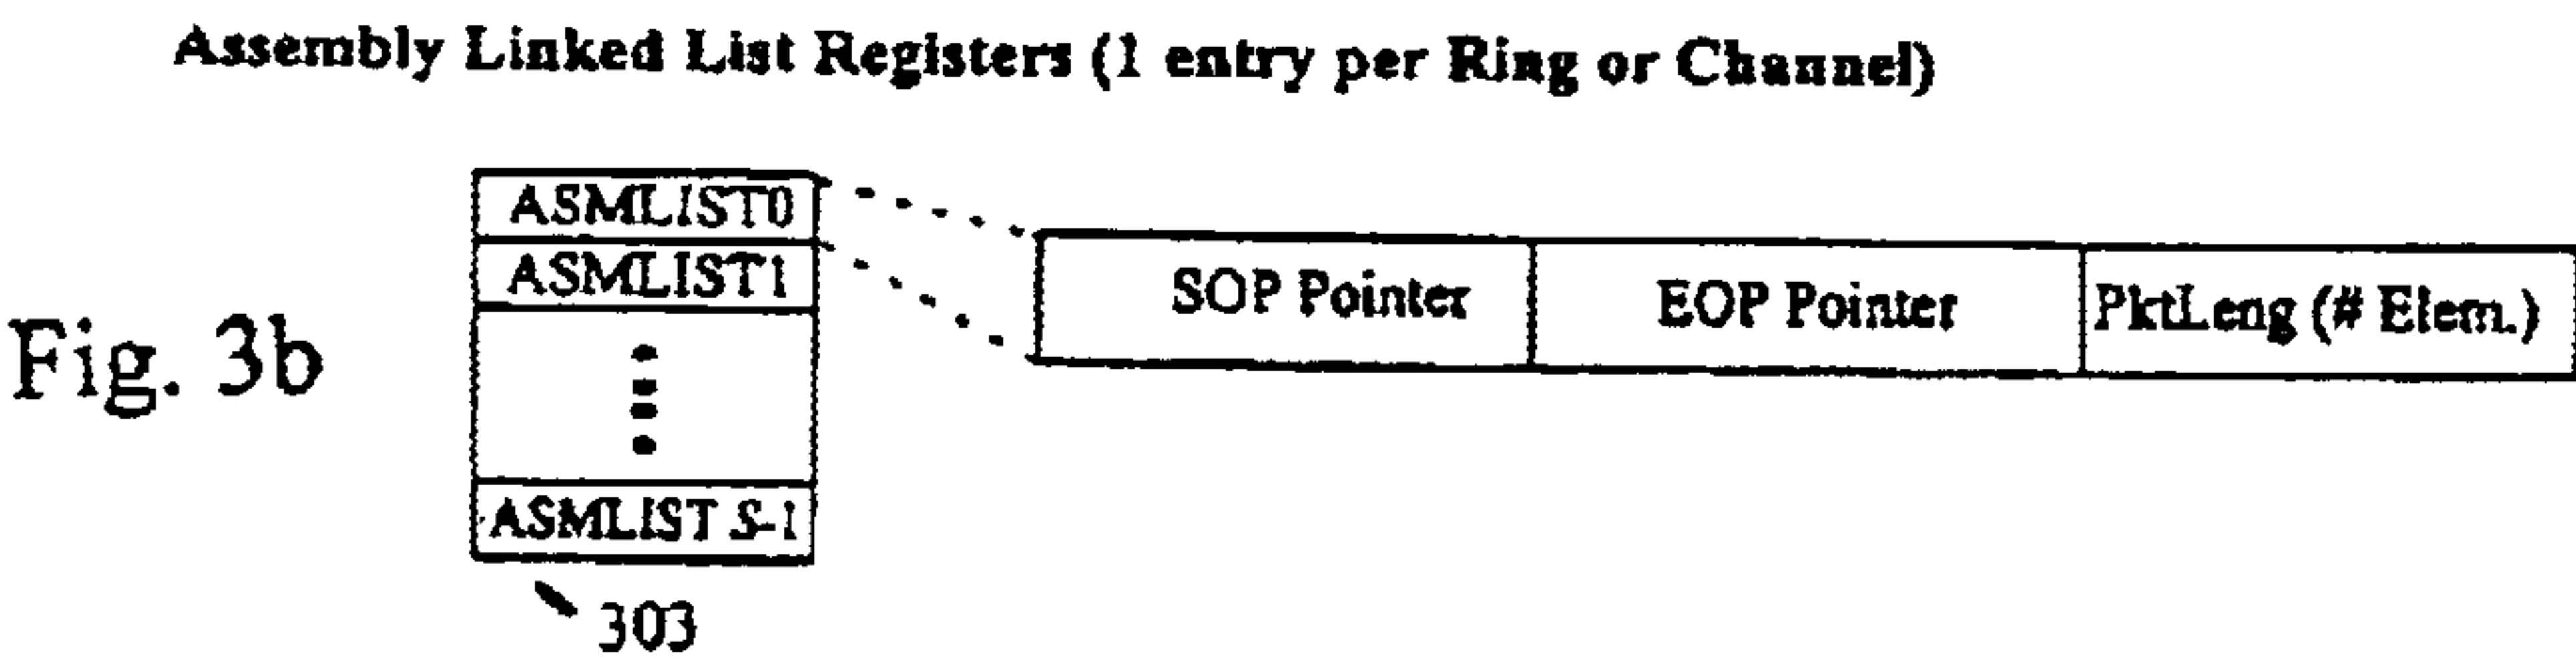 Assembly Linked List Registers (1 entry per Ring or Channel)
ASMLIST0
ASMLIST1
SOP Pointer
EOP Pointer
PktLeng (# Elem.)
Fig. 3b
ASMLIST S-1
303